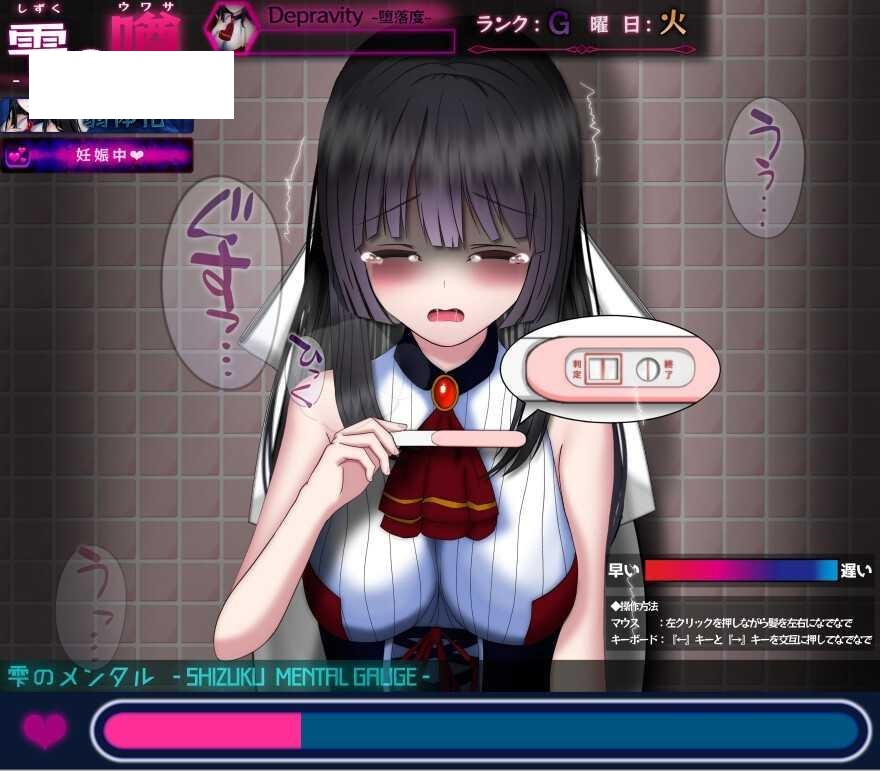 しずく
ウワサ
雫の噂
Depravity -堕落度-
ランク：G 曜日：火
妊娠中❤
うぅ…
ぐすっ…
ひっく
うっ…
判定
終了
早い
遅い
◆操作方法
マウス　：左クリックを押しながら髪を左右になでなで
キーボード：『←』キーと『→』キーを交互に押してなでなで
雫のメンタル -SHIZUKU MENTAL GAUGE-